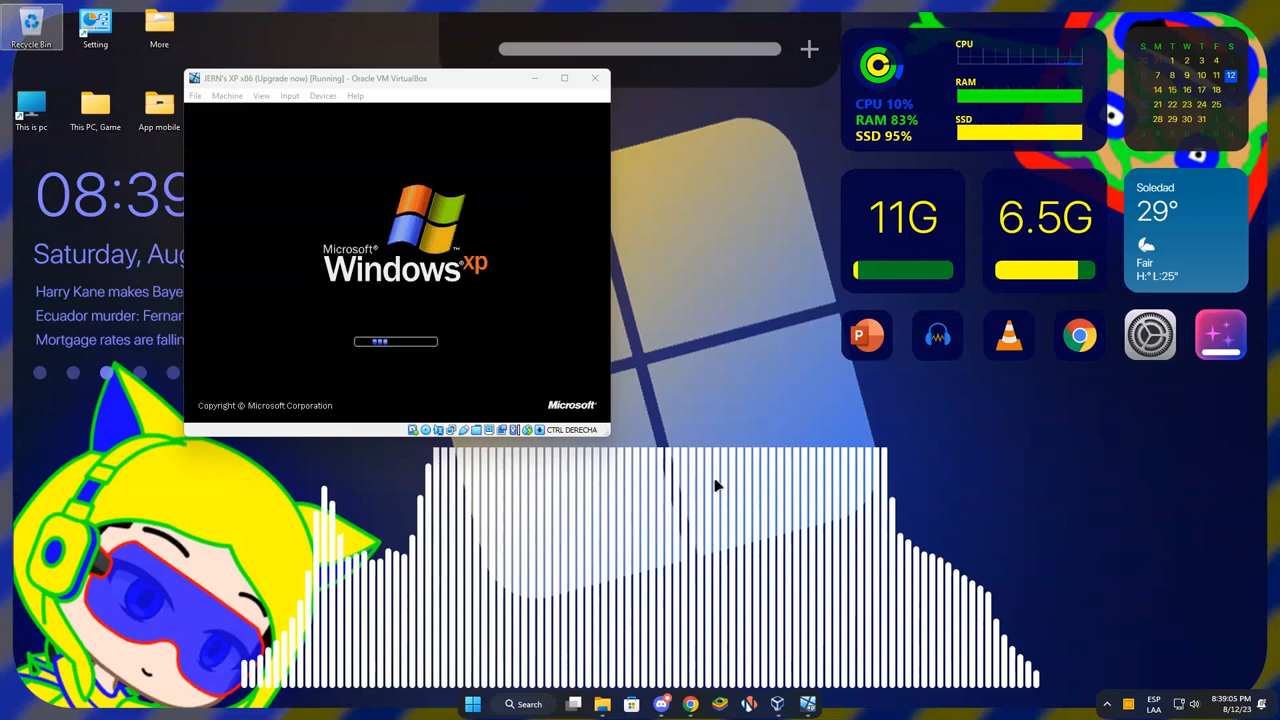 Recycle Bin
Setting
More
This is pc
This PC, Game
App mobile
08:39
Saturday, Aug
Harry Kane makes Baye
Ecuador murder: Fernan
Mortgage rates are fallin
JERN's XP x86 (Upgrade now) [Running] - Oracle VM VirtualBox
File Machine View Input Devices Help
Microsoft®
Windows® xp ™
Copyright © Microsoft Corporation
Microsoft®
CTRL DERECHA
CPU
RAM
SSD
CPU 10%
RAM 83%
SSD 95%
S M T W T F S
1 2 3 4
7 8 9 10 11 12
14 15 16 17 18
21 22 23 24 25
28 29 30 31
11G
6.5G
Soledad
29°
Fair
H:° L:25°
P
Search
ESP
LAA
8:39:05 PM
8/12/23